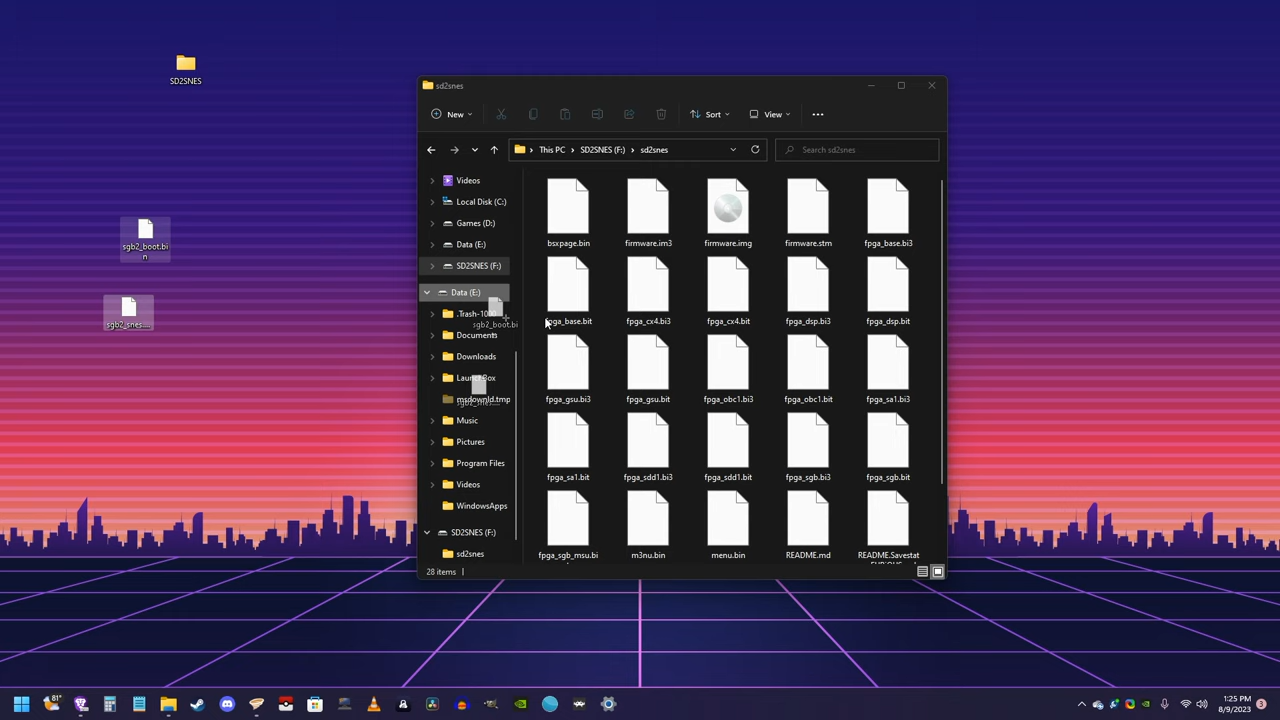 SD2SNES
sgb2_boot.bi
n
sgb2_snes....
sd2snes
New
Sort
View
This PC
SD2SNES (F:)
sd2snes
Search sd2snes
Videos
Local Disk (C:)
Games (D:)
Data (E:)
SD2SNES (F:)
Data (E:)
.Trash-1000
sgb2_boot.bi
Documents
Downloads
LaunchBox
msdownld.tmp
Music
Pictures
Program Files
Videos
WindowsApps
SD2SNES (F:)
sd2snes
bsxpage.bin
firmware.im3
firmware.img
firmware.stm
fpga_base.bi3
fpga_base.bit
fpga_cx4.bi3
fpga_cx4.bit
fpga_dsp.bi3
fpga_dsp.bit
fpga_gsu.bi3
fpga_gsu.bit
fpga_obc1.bi3
fpga_obc1.bit
fpga_sa1.bi3
fpga_sa1.bit
fpga_sdd1.bi3
fpga_sdd1.bit
fpga_sgb.bi3
fpga_sgb.bit
fpga_sgb_msu.bi
m3nu.bin
menu.bin
README.md
README.Savestat
28 items
81°
1:25 PM
8/9/2023
3